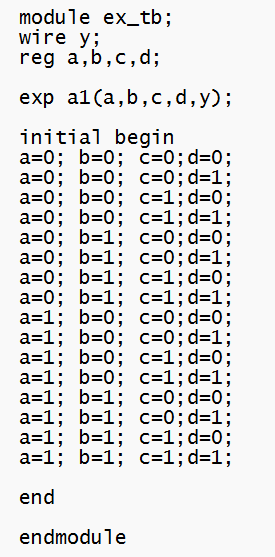 module ex_tb;
wire y;
reg a,b,c,d;
exp a1(a,b,c,d,y);
initial begin
a=0; b=0; c=0;d=0;
a=0; b=0; c=0;d=1;
a=0; b=0; c=1;d=0;
a=0; b=0; c=1;d=1;
a=0; b=1; c=0;d=0;
a=0; b=1; c=0;d=1;
a=0; b=1; c=1;d=0;
a=0; b=1; c=1;d=1;
a=1; b=0; c=0;d=0;
a=1; b=0; c=0;d=1;
a=1; b=0; c=1;d=0;
a=1; b=0; c=1;d=1;
a=1; b=1; c=0;d=0;
a=1; b=1; c=0;d=1;
a=1; b=1; c=1;d=0;
a=1; b=1; c=1;d=1;
end
endmodule